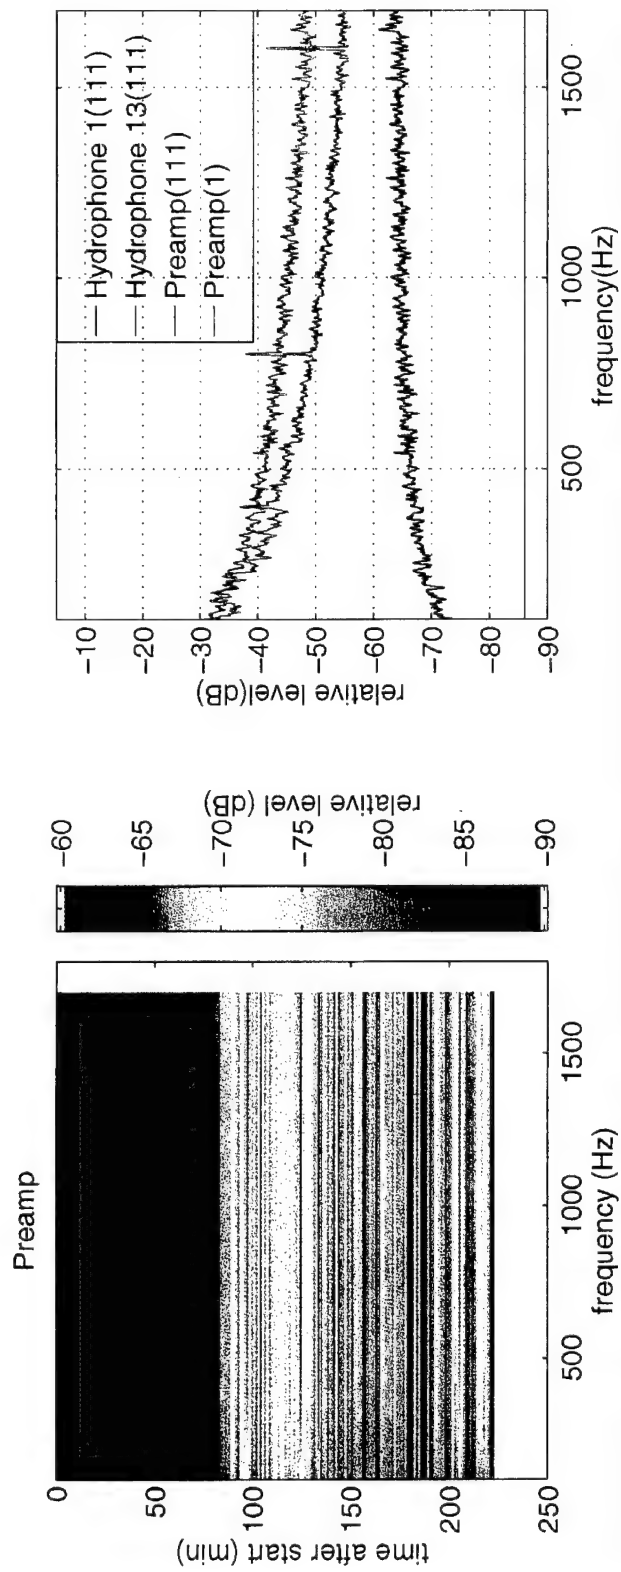 Preamp
0
50
100
150
200
250
time after start (min)
500
1000
1500
frequency (Hz)
−60
−65
−70
−75
−80
−85
−90
relative level (dB)
−10
−20
−30
−40
−50
−60
−70
−80
−90
relative level(dB)
500
1000
1500
frequency(Hz)
Hydrophone 1(111)
Hydrophone 13(111)
Preamp(111)
Preamp(1)